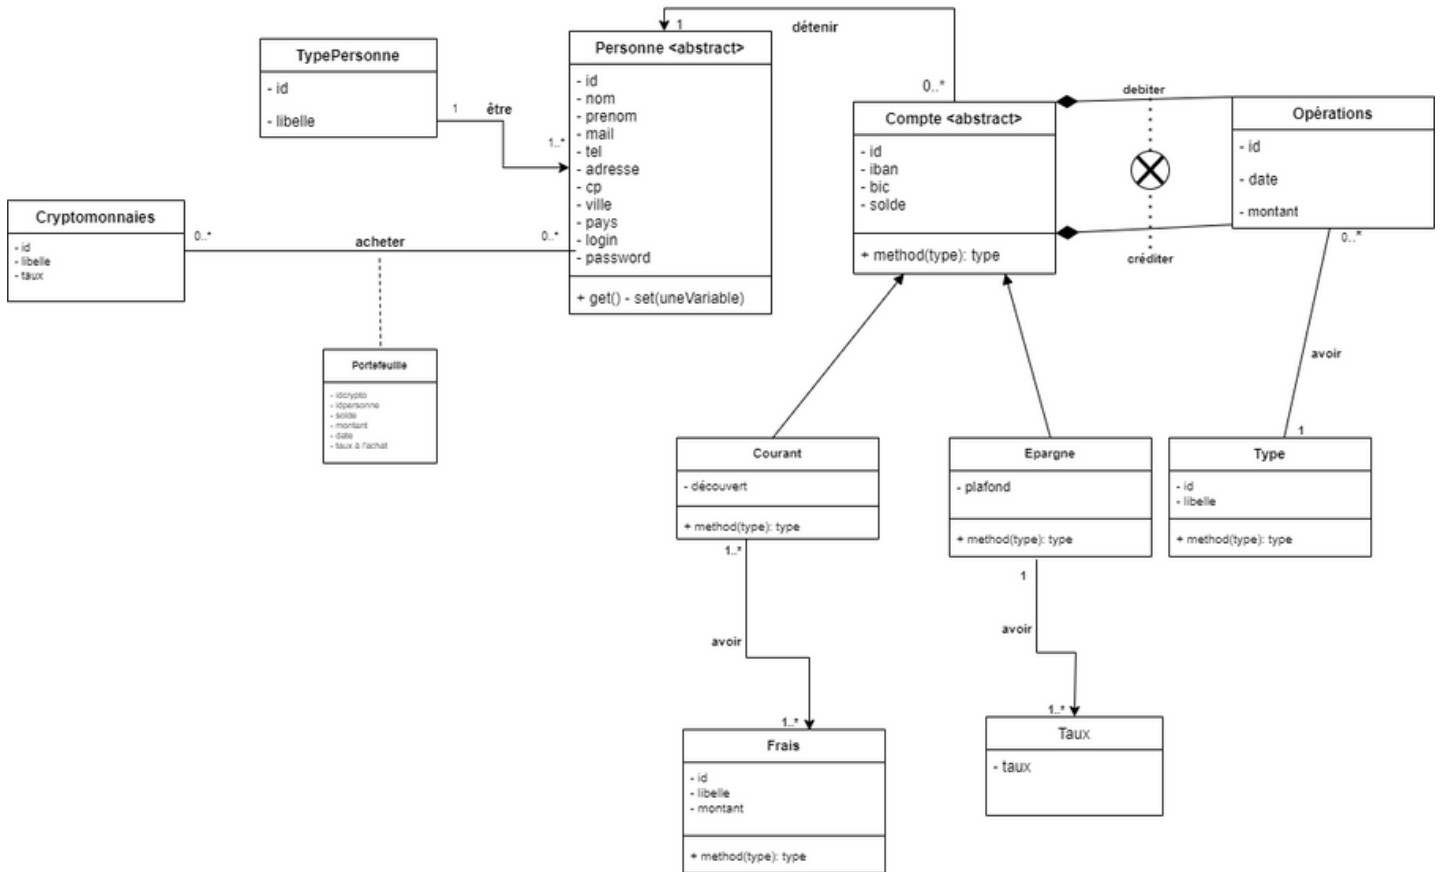 TypePersonne
- id
- libelle
1
être
1..*
Personne <abstract>
- id
- nom
- prenom
- mail
- tel
- adresse
- cp
- ville
- pays
- login
- password
+ get() - set(uneVariable)
1
détenir
0..*
Compte <abstract>
- id
- iban
- bic
- solde
+ method(type): type
debiter
créditer
Opérations
- id
- date
- montant
0..*
avoir
1
Cryptomonnaies
- id
- libelle
- taux
0..*
acheter
0..*
Portefeuille
- idcrypto
- idpersonne
- solde
- montant
- date
- taux à l'achat
Courant
- découvert
+ method(type): type
1..*
avoir
1..*
Epargne
- plafond
+ method(type): type
1
avoir
1..*
Type
- id
- libelle
+ method(type): type
Frais
- id
- libelle
- montant
+ method(type): type
Taux
- taux